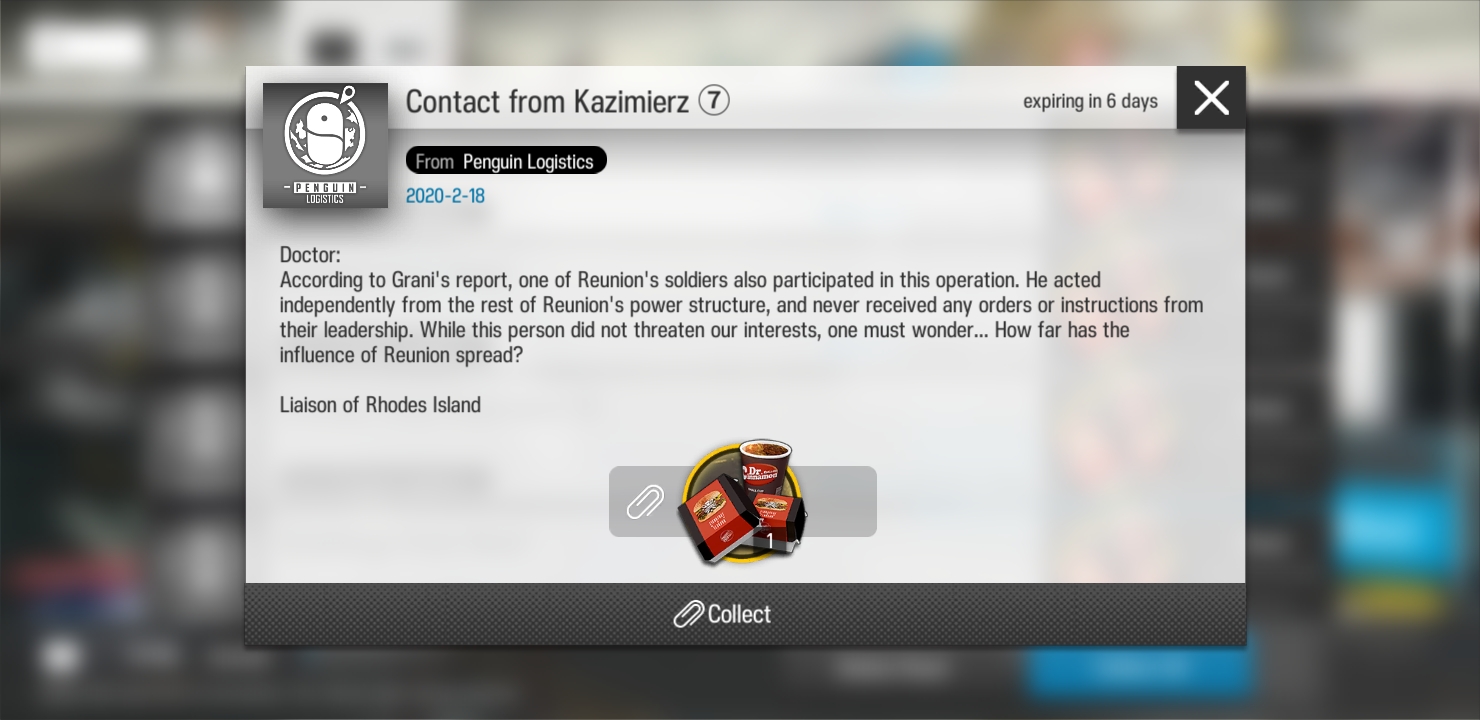 Contact from Kazimierz ⑦
expiring in 6 days
PENGUIN
LOGISTICS
From Penguin Logistics
2020-2-18
Doctor:
According to Grani's report, one of Reunion's soldiers also participated in this operation. He acted
independently from the rest of Reunion's power structure, and never received any orders or instructions from
their leadership. While this person did not threaten our interests, one must wonder... How far has the
influence of Reunion spread?
Liaison of Rhodes Island
Dr.
1
Collect